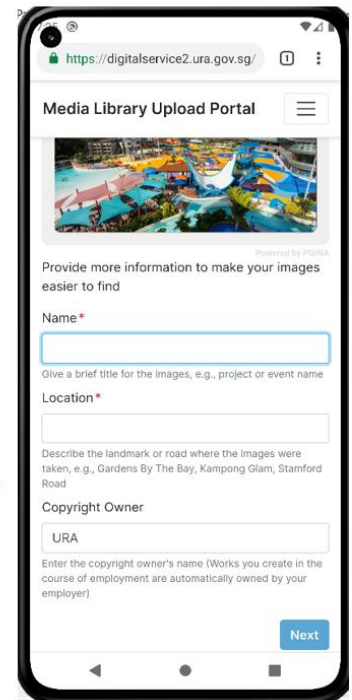 https://digitalservice2.ura.gov.sg/
1
Media Library Upload Portal
Powered by PQINA
Provide more information to make your images
easier to find
Name*
Give a brief title for the images, e.g., project or event name
Location*
Describe the landmark or road where the images were
taken, e.g., Gardens By The Bay, Kampong Glam, Stamford
Road
Copyright Owner
URA
Enter the copyright owner's name (Works you create in the
course of employment are automatically owned by your
employer)
Next